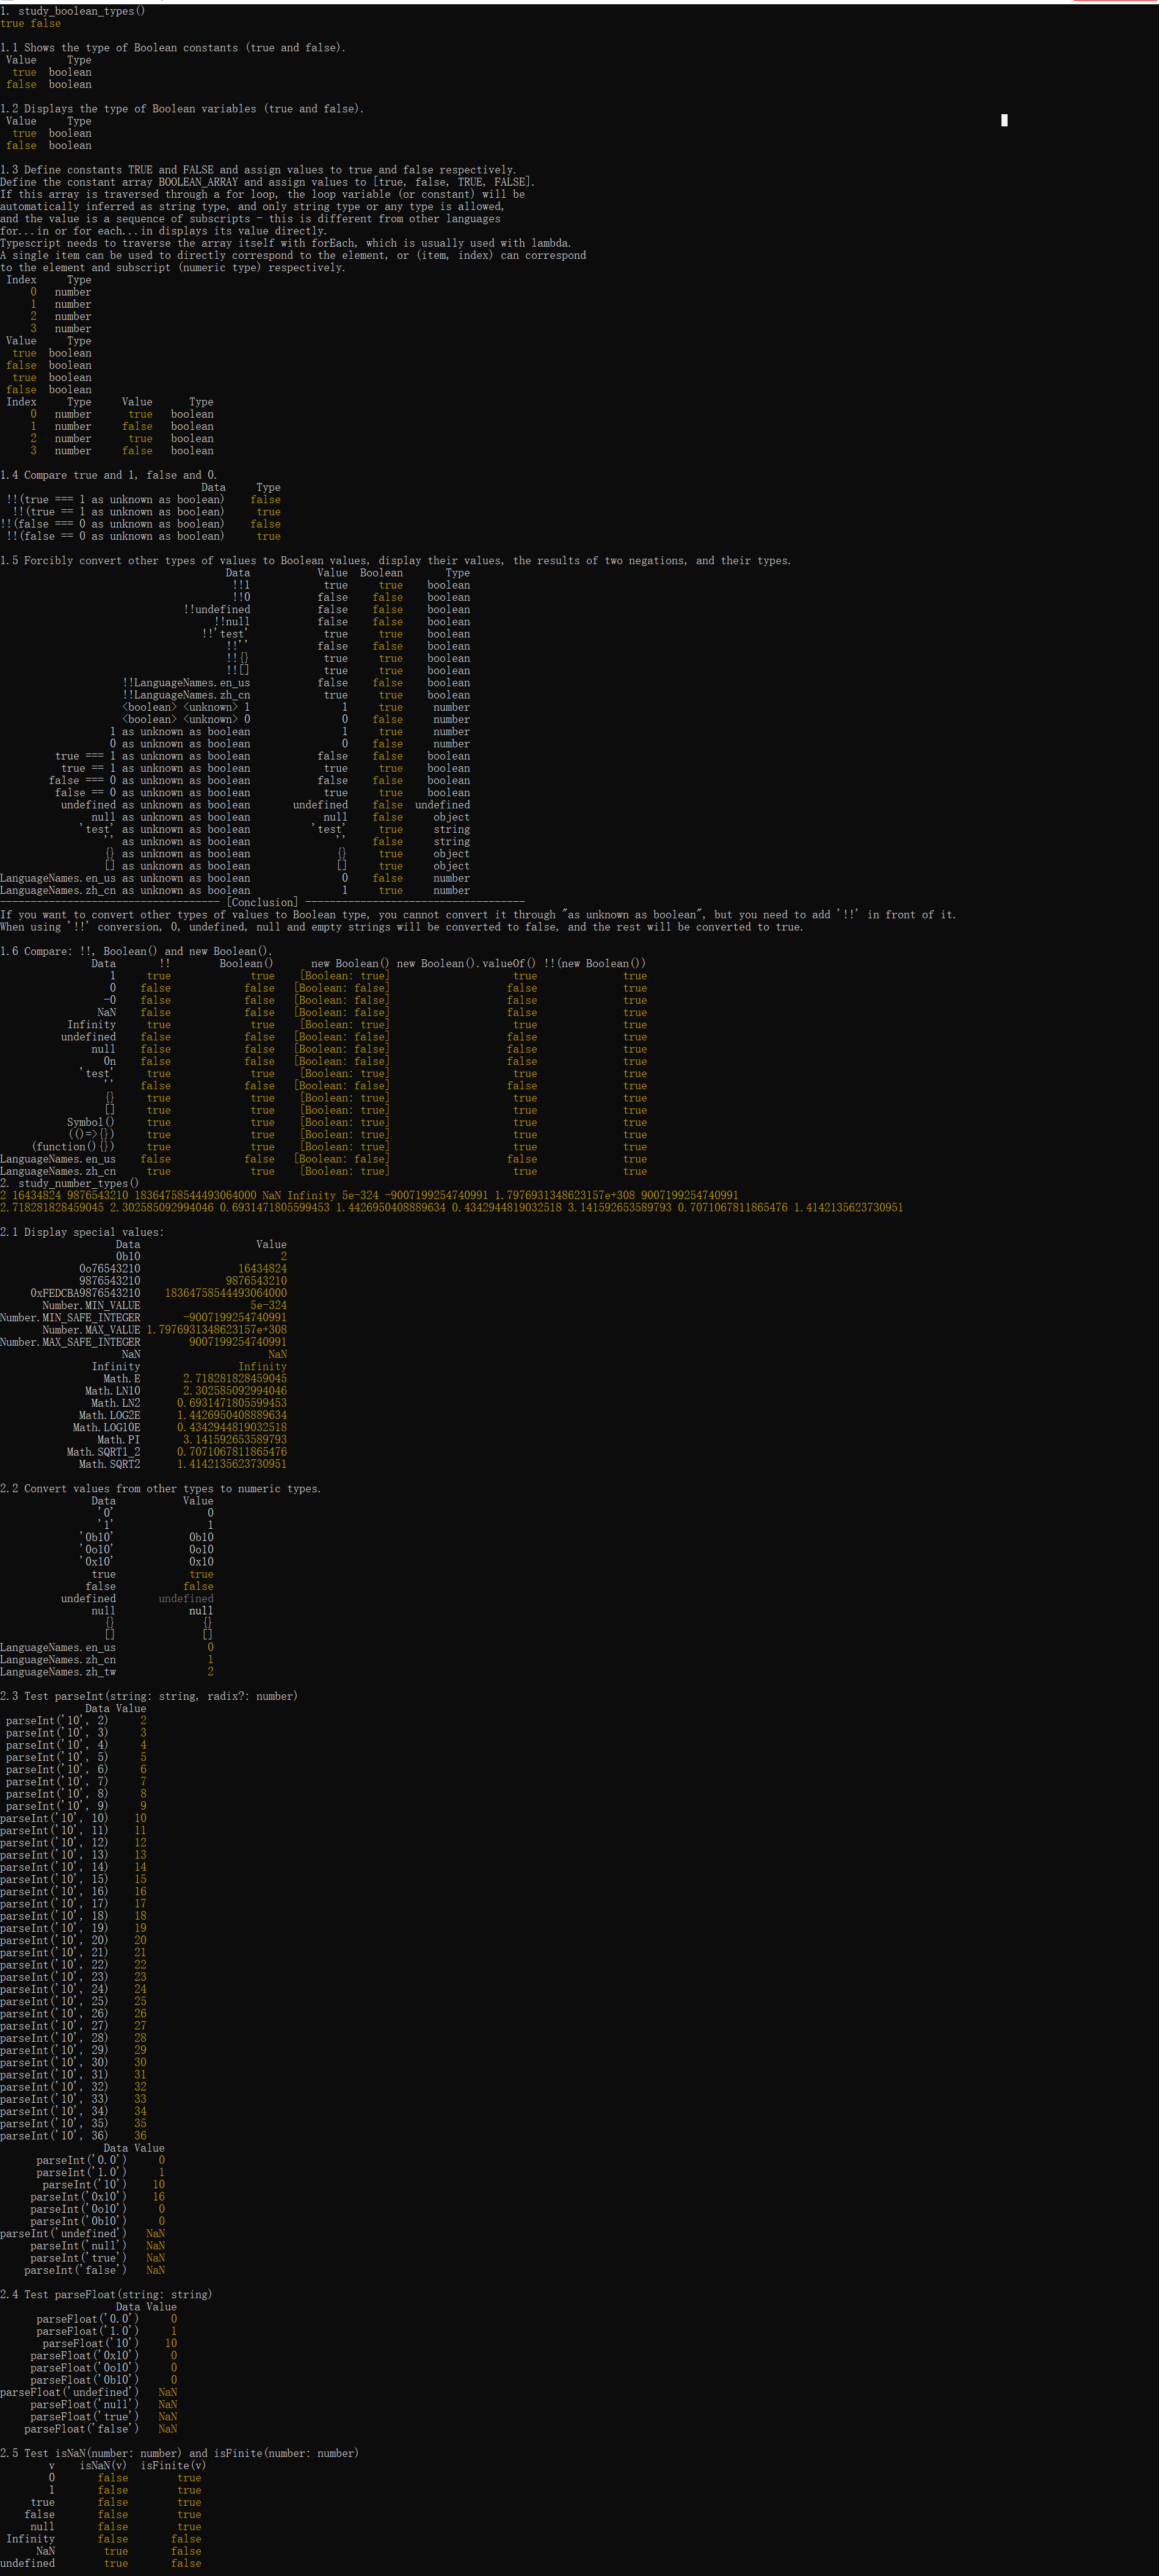 1. study_boolean_types()
true false
1.1 Shows the type of Boolean constants (true and false).
Value Type
true boolean
false boolean
1.2 Displays the type of Boolean variables (true and false).
Value Type
true boolean
false boolean
1.3 Define constants TRUE and FALSE and assign values to true and false respectively.
Define the constant array BOOLEAN_ARRAY and assign values to [true, false, TRUE, FALSE].
If this array is traversed through a for loop, the loop variable (or constant) will be
automatically inferred as string type, and only string type or any type is allowed,
and the value is a sequence of subscripts - this is different from other languages
for...in or for each...in displays its value directly.
Typescript needs to traverse the array itself with forEach, which is usually used with lambda.
A single item can be used to directly correspond to the element, or (item, index) can correspond
to the element and subscript (numeric type) respectively.
Index Type
0 number
1 number
2 number
3 number
Value Type
true boolean
false boolean
true boolean
false boolean
Index Type Value Type
0 number true boolean
1 number false boolean
2 number true boolean
3 number false boolean
1.4 Compare true and 1, false and 0.
Data Type
!!(true === 1 as unknown as boolean) false
!!(true == 1 as unknown as boolean) true
!!(false === 0 as unknown as boolean) false
!!(false == 0 as unknown as boolean) true
1.5 Forcibly convert other types of values to Boolean values, display their values, the results of two negations, and their types.
Data Value Boolean Type
!!1 true true boolean
!!0 false false boolean
!!undefined false false boolean
!!null false false boolean
!!'test' true true boolean
!!'' false false boolean
!!{} true true boolean
!![] true true boolean
!!LanguageNames.en_us false false boolean
!!LanguageNames.zh_cn true true boolean
<boolean> <unknown> 1 1 true number
<boolean> <unknown> 0 0 false number
1 as unknown as boolean 1 true number
0 as unknown as boolean 0 false number
true === 1 as unknown as boolean false false boolean
true == 1 as unknown as boolean true true boolean
false === 0 as unknown as boolean false false boolean
false == 0 as unknown as boolean true true boolean
undefined as unknown as boolean undefined false undefined
null as unknown as boolean null false object
'test' as unknown as boolean 'test' true string
'' as unknown as boolean '' false string
{} as unknown as boolean {} true object
[] as unknown as boolean [] true object
LanguageNames.en_us as unknown as boolean 0 false number
LanguageNames.zh_cn as unknown as boolean 1 true number
------------------------------------ [Conclusion] ------------------------------------
If you want to convert other types of values to Boolean type, you cannot convert it through "as unknown as boolean", but you need to add '!!' in front of it.
When using '!!' conversion, 0, undefined, null and empty strings will be converted to false, and the rest will be converted to true.
1.6 Compare: !!, Boolean() and new Boolean().
Data !! Boolean() new Boolean() new Boolean().valueOf() !!(new Boolean())
1 true true [Boolean: true] true true
0 false false [Boolean: false] false true
-0 false false [Boolean: false] false true
NaN false false [Boolean: false] false true
Infinity true true [Boolean: true] true true
undefined false false [Boolean: false] false true
null false false [Boolean: false] false true
0n false false [Boolean: false] false true
'test' true true [Boolean: true] true true
'' false false [Boolean: false] false true
{} true true [Boolean: true] true true
[] true true [Boolean: true] true true
Symbol() true true [Boolean: true] true true
(()=>{}) true true [Boolean: true] true true
(function(){}) true true [Boolean: true] true true
LanguageNames.en_us false false [Boolean: false] false true
LanguageNames.zh_cn true true [Boolean: true] true true
2. study_number_types()
2 16434824 9876543210 18364758544493064000 NaN Infinity 5e-324 -9007199254740991 1.7976931348623157e+308 9007199254740991
2.718281828459045 2.302585092994046 0.6931471805599453 1.4426950408889634 0.4342944819032518 3.141592653589793 0.7071067811865476 1.4142135623730951
2.1 Display special values:
Data Value
0b10 2
0o76543210 16434824
9876543210 9876543210
0xFEDCBA9876543210 18364758544493064000
Number.MIN_VALUE 5e-324
Number.MIN_SAFE_INTEGER -9007199254740991
Number.MAX_VALUE 1.7976931348623157e+308
Number.MAX_SAFE_INTEGER 9007199254740991
NaN NaN
Infinity Infinity
Math.E 2.718281828459045
Math.LN10 2.302585092994046
Math.LN2 0.6931471805599453
Math.LOG2E 1.4426950408889634
Math.LOG10E 0.4342944819032518
Math.PI 3.141592653589793
Math.SQRT1_2 0.7071067811865476
Math.SQRT2 1.4142135623730951
2.2 Convert values from other types to numeric types.
Data Value
'0' 0
'1' 1
'0b10' 0b10
'0o10' 0o10
'0x10' 0x10
true true
false false
undefined undefined
null null
{} {}
[] []
LanguageNames.en_us 0
LanguageNames.zh_cn 1
LanguageNames.zh_tw 2
2.3 Test parseInt(string: string, radix?: number)
Data Value
parseInt('10', 2) 2
parseInt('10', 3) 3
parseInt('10', 4) 4
parseInt('10', 5) 5
parseInt('10', 6) 6
parseInt('10', 7) 7
parseInt('10', 8) 8
parseInt('10', 9) 9
parseInt('10', 10) 10
parseInt('10', 11) 11
parseInt('10', 12) 12
parseInt('10', 13) 13
parseInt('10', 14) 14
parseInt('10', 15) 15
parseInt('10', 16) 16
parseInt('10', 17) 17
parseInt('10', 18) 18
parseInt('10', 19) 19
parseInt('10', 20) 20
parseInt('10', 21) 21
parseInt('10', 22) 22
parseInt('10', 23) 23
parseInt('10', 24) 24
parseInt('10', 25) 25
parseInt('10', 26) 26
parseInt('10', 27) 27
parseInt('10', 28) 28
parseInt('10', 29) 29
parseInt('10', 30) 30
parseInt('10', 31) 31
parseInt('10', 32) 32
parseInt('10', 33) 33
parseInt('10', 34) 34
parseInt('10', 35) 35
parseInt('10', 36) 36
Data Value
parseInt('0.0') 0
parseInt('1.0') 1
parseInt('10') 10
parseInt('0x10') 16
parseInt('0o10') 0
parseInt('0b10') 0
parseInt('undefined') NaN
parseInt('null') NaN
parseInt('true') NaN
parseInt('false') NaN
2.4 Test parseFloat(string: string)
Data Value
parseFloat('0.0') 0
parseFloat('1.0') 1
parseFloat('10') 10
parseFloat('0x10') 0
parseFloat('0o10') 0
parseFloat('0b10') 0
parseFloat('undefined') NaN
parseFloat('null') NaN
parseFloat('true') NaN
parseFloat('false') NaN
2.5 Test isNaN(number: number) and isFinite(number: number)
v isNaN(v) isFinite(v)
0 false true
1 false true
true false true
false false true
null false true
Infinity false false
NaN true false
undefined true false